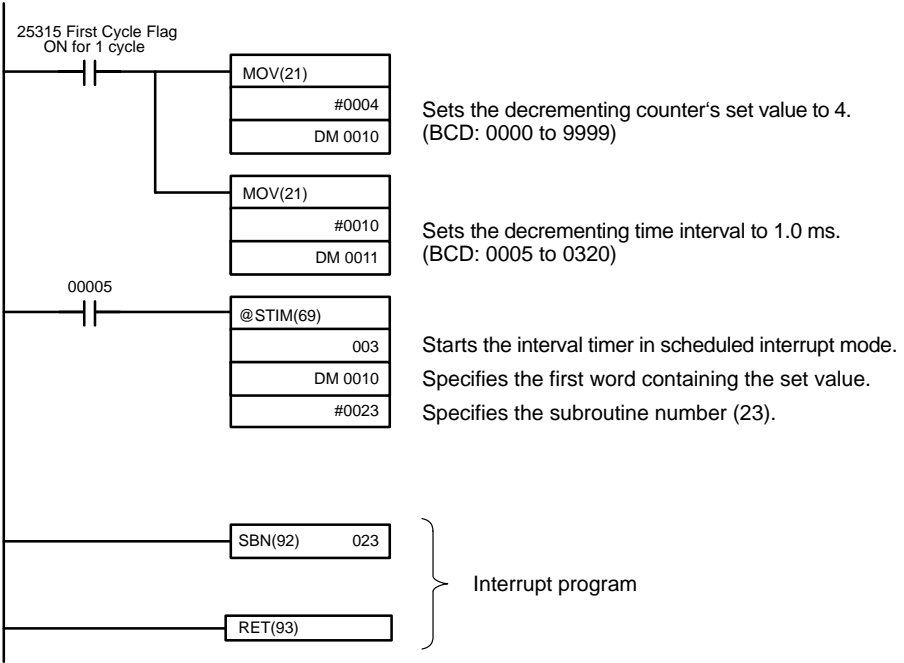 25315 First Cycle Flag
ON for 1 cycle
MOV(21)
#0004
DM 0010
Sets the decrementing counter‘s set value to 4.
(BCD: 0000 to 9999)
MOV(21)
#0010
DM 0011
Sets the decrementing time interval to 1.0 ms.
(BCD: 0005 to 0320)
00005
@STIM(69)
003
Starts the interval timer in scheduled interrupt mode.
DM 0010
Specifies the first word containing the set value.
#0023
Specifies the subroutine number (23).
SBN(92) 023
Interrupt program
RET(93)